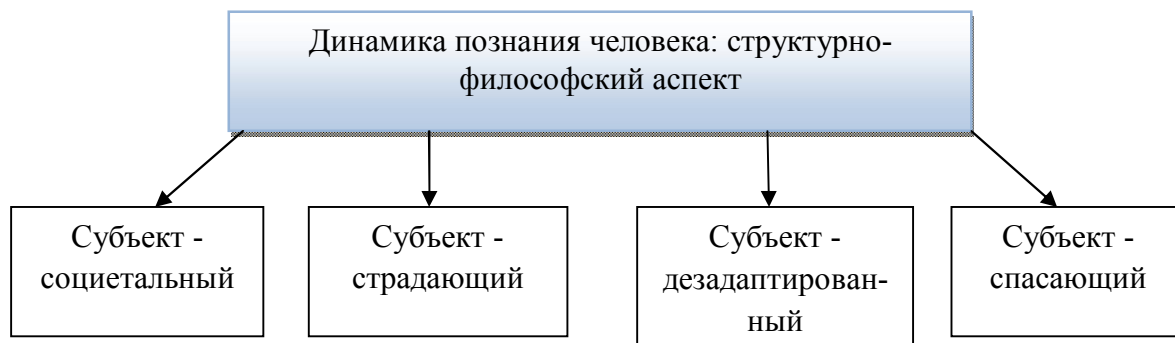 Динамика познания человека: структурно-
философский аспект
Субъект -
социетальный
Субъект -
страдающий
Субъект -
дезадаптирован-
ный
Субъект -
спасающий